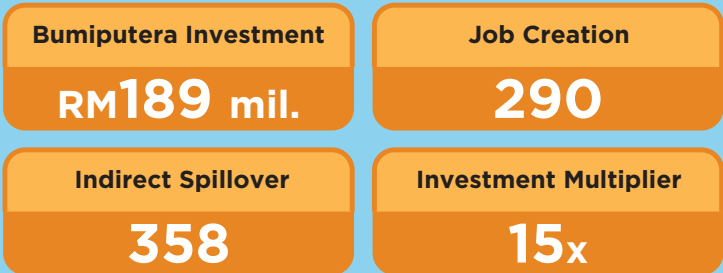 Bumiputera Investment
RM189 mil.
Job Creation
290
Indirect Spillover
358
Investment Multiplier
15x